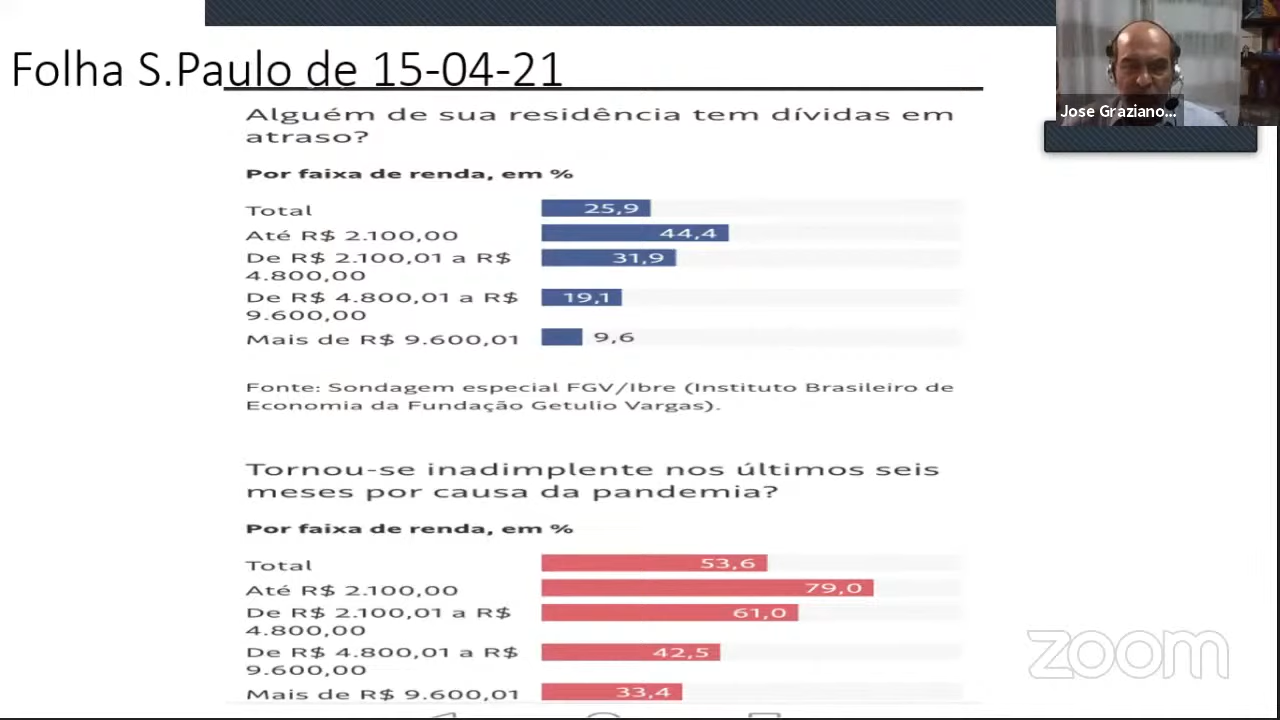 Folha S.Paulo de 15-04-21
Jose Graziano...
Alguém de sua residência tem dívidas em
atraso?
Por faixa de renda, em %
Total 25,9
Até R$ 2.100,00 44,4
De R$ 2.100,01 a R$ 31,9
4.800,00
De R$ 4.800,01 a R$ 19,1
9.600,00
Mais de R$ 9.600,01 9,6
Fonte: Sondagem especial FGV/Ibre (Instituto Brasileiro de
Economia da Fundação Getulio Vargas).
Tornou-se inadimplente nos últimos seis
meses por causa da pandemia?
Por faixa de renda, em %
Total 53,6
Até R$ 2.100,00 79,0
De R$ 2.100,01 a R$ 61,0
4.800,00
De R$ 4.800,01 a R$ 42,5
9.600,00
Mais de R$ 9.600,01 33,4
zoom